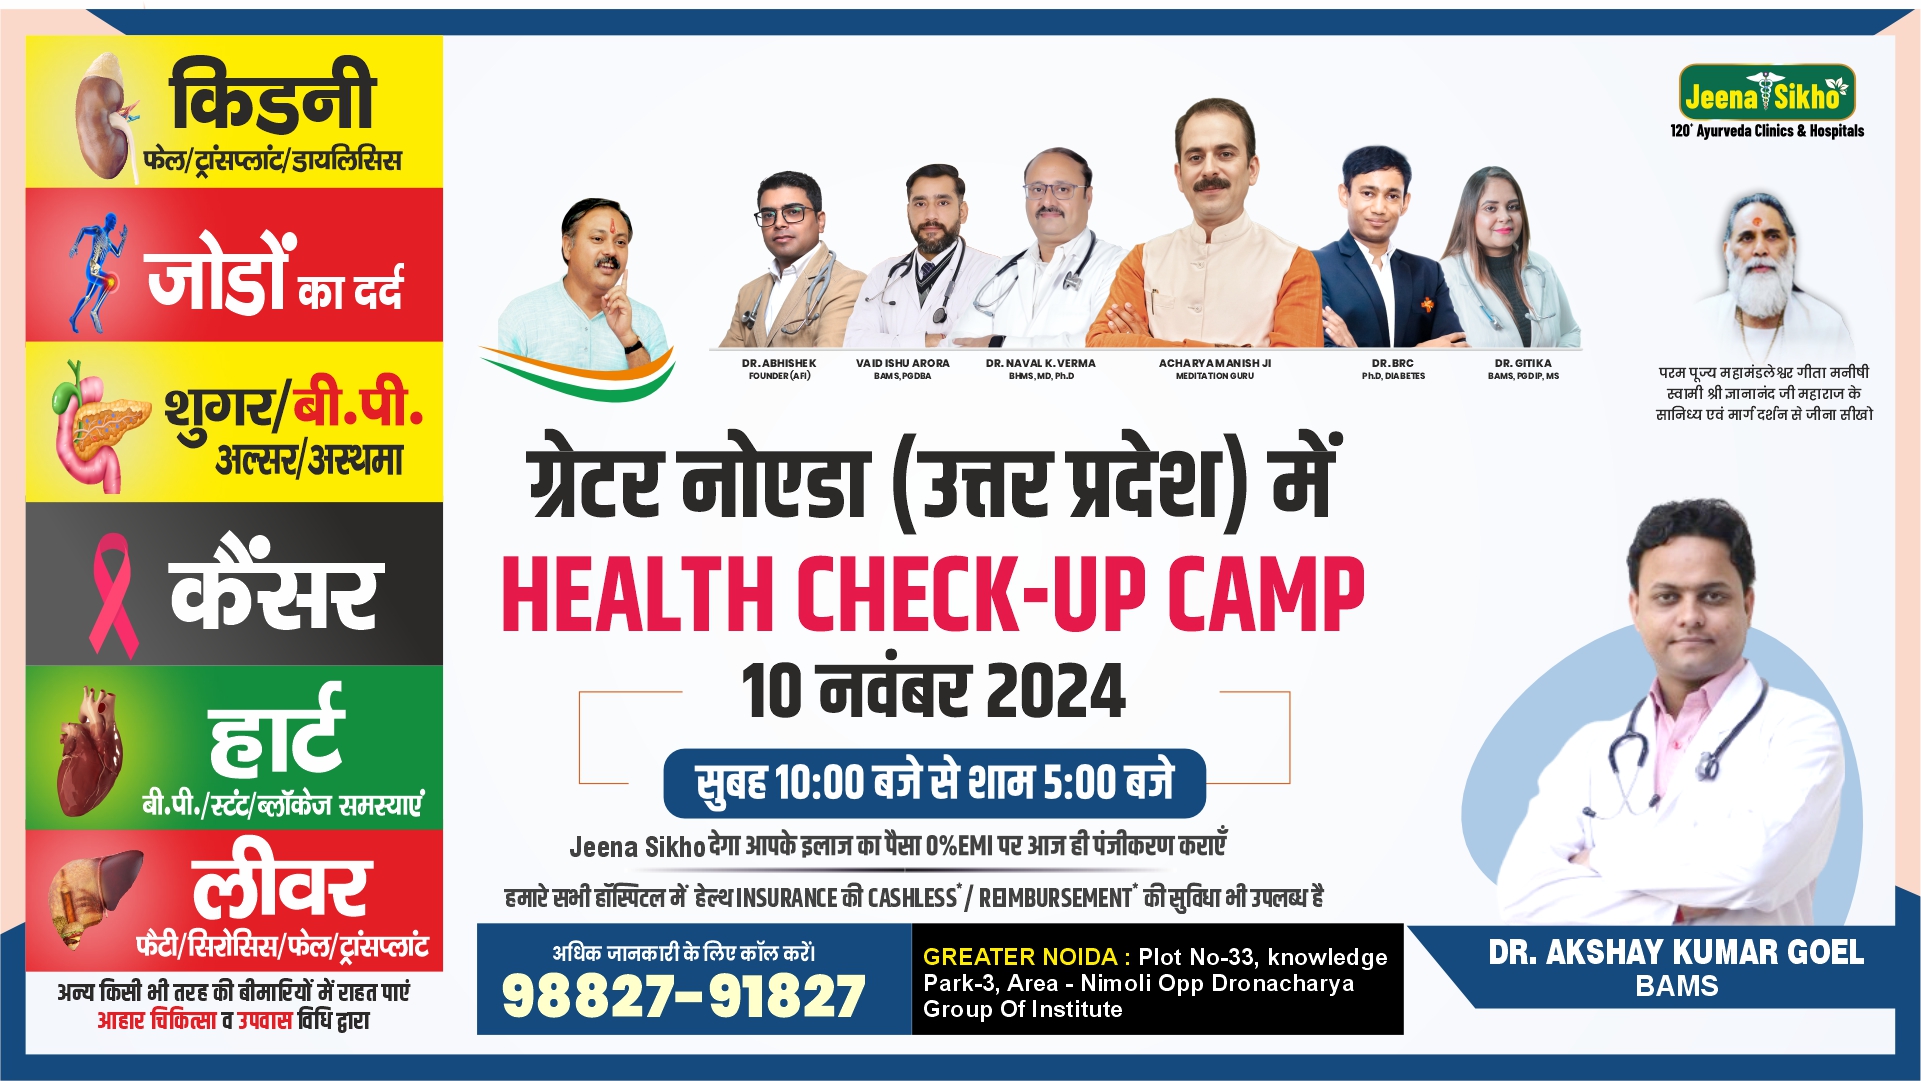 किडनी
फेल/ट्रांसप्लांट/डायलिसिस
जोडों का दर्द
शुगर/बी.पी.
अल्सर/अस्थमा
कैंसर
हार्ट
बी.पी./स्टंट/ब्लॉकेज समस्याएं
लीवर
फैटी/सिरोसिस/फेल/ट्रांसप्लांट
अन्य किसी भी तरह की बीमारियों में राहत पाएं
आहार चिकित्सा व उपवास विधि द्वारा
Jeena Sikho
120+ Ayurveda Clinics & Hospitals
DR. ABHISHEK
FOUNDER (AFI)
VAID ISHU ARORA
BAMS, PGDBA
DR. NAVAL K. VERMA
BHMS, MD, Ph.D
ACHARYA MANISH JI
MEDITATION GURU
DR. BRC
Ph.D, DIABETES
DR. GITIKA
BAMS, PGDIP, MS
परम पूज्य महामंडलेश्वर गीता मनीषी
स्वामी श्री ज्ञानानंद जी महाराज के
सानिध्य एवं मार्ग दर्शन से जीना सीखो
ग्रेटर नोएडा (उत्तर प्रदेश) में
HEALTH CHECK-UP CAMP
10 नवंबर 2024
सुबह 10:00 बजे से शाम 5:00 बजे
Jeena Sikho देगा आपके इलाज का पैसा 0%EMI पर आज ही पंजीकरण कराएँ
हमारे सभी हॉस्पिटल में हेल्थ INSURANCE की CASHLESS*/ REIMBURSEMENT* की सुविधा भी उपलब्ध है
अधिक जानकारी के लिए कॉल करें।
98827-91827
GREATER NOIDA : Plot No-33, knowledge
Park-3, Area - Nimoli Opp Dronacharya
Group Of Institute
DR. AKSHAY KUMAR GOEL
BAMS